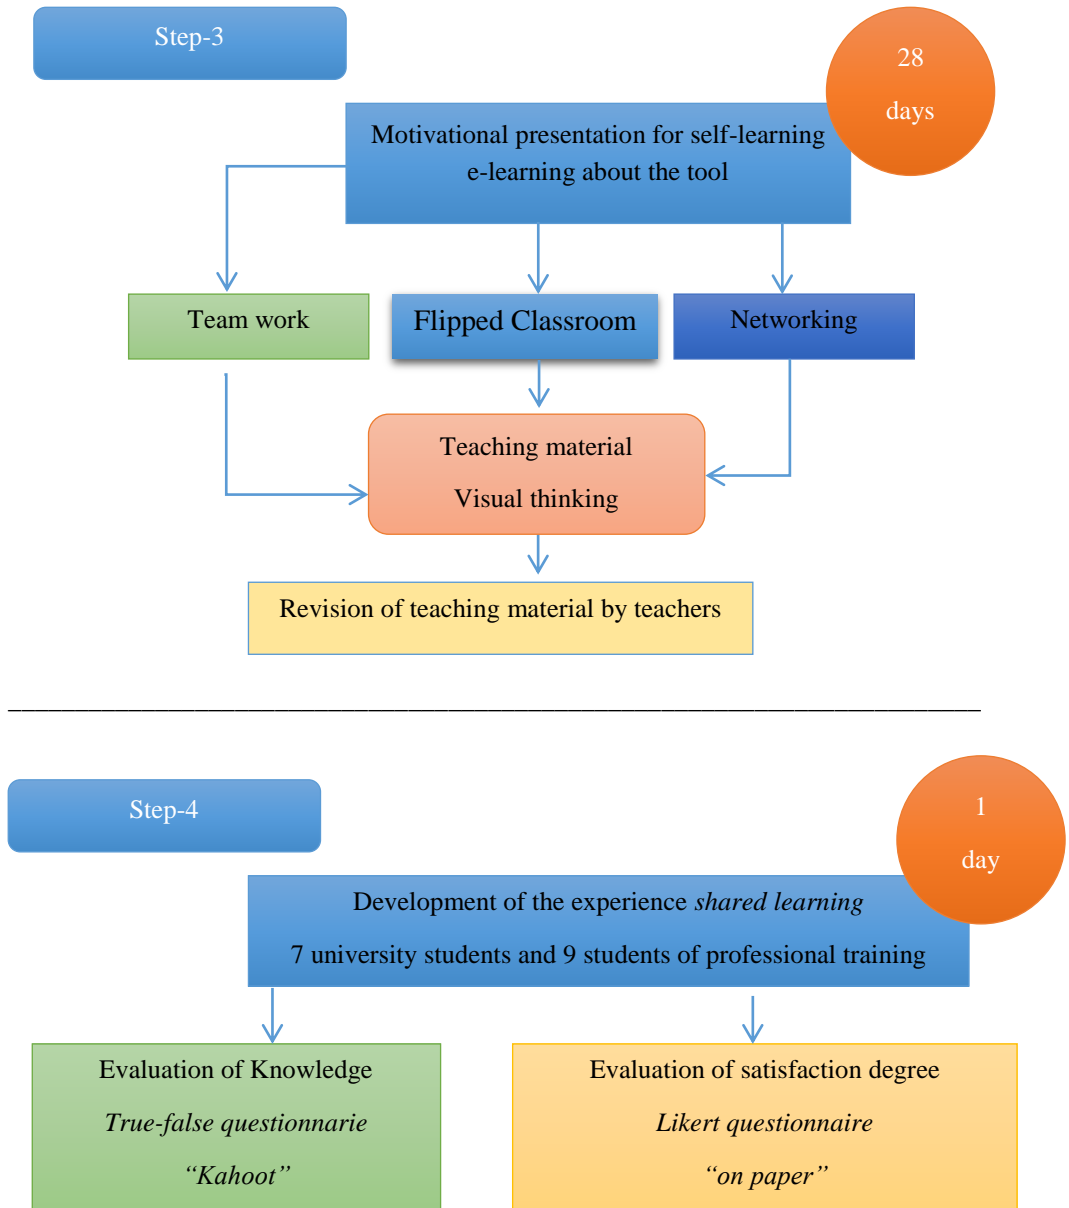 Step-3
28
days
Motivational presentation for self-learning
e-learning about the tool
Team work
Flipped Classroom
Networking
Teaching material
Visual thinking
Revision of teaching material by teachers
Step-4
1
day
Development of the experience shared learning
7 university students and 9 students of professional training
Evaluation of Knowledge
True-false questionnarie
“Kahoot”
Evaluation of satisfaction degree
Likert questionnaire
“on paper”